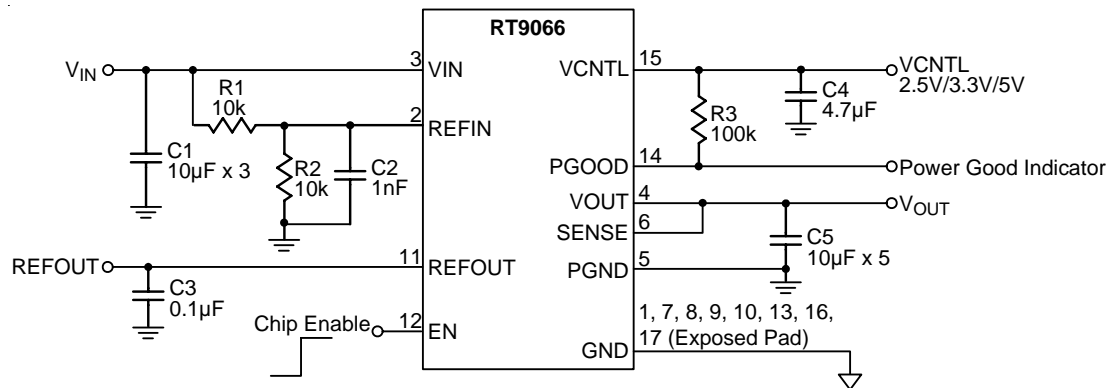 RT9066
VIN
3
VIN
R1
10k
2
REFIN
C1
10µF x 3
R2
10k
C2
1nF
REFOUT
11
REFOUT
C3
0.1µF
Chip Enable
12
EN
VCNTL
15
VCNTL
2.5V/3.3V/5V
R3
100k
C4
4.7µF
PGOOD
14
Power Good Indicator
VOUT
4
VOUT
SENSE
6
C5
10µF x 5
PGND
5
1, 7, 8, 9, 10, 13, 16,
17 (Exposed Pad)
GND